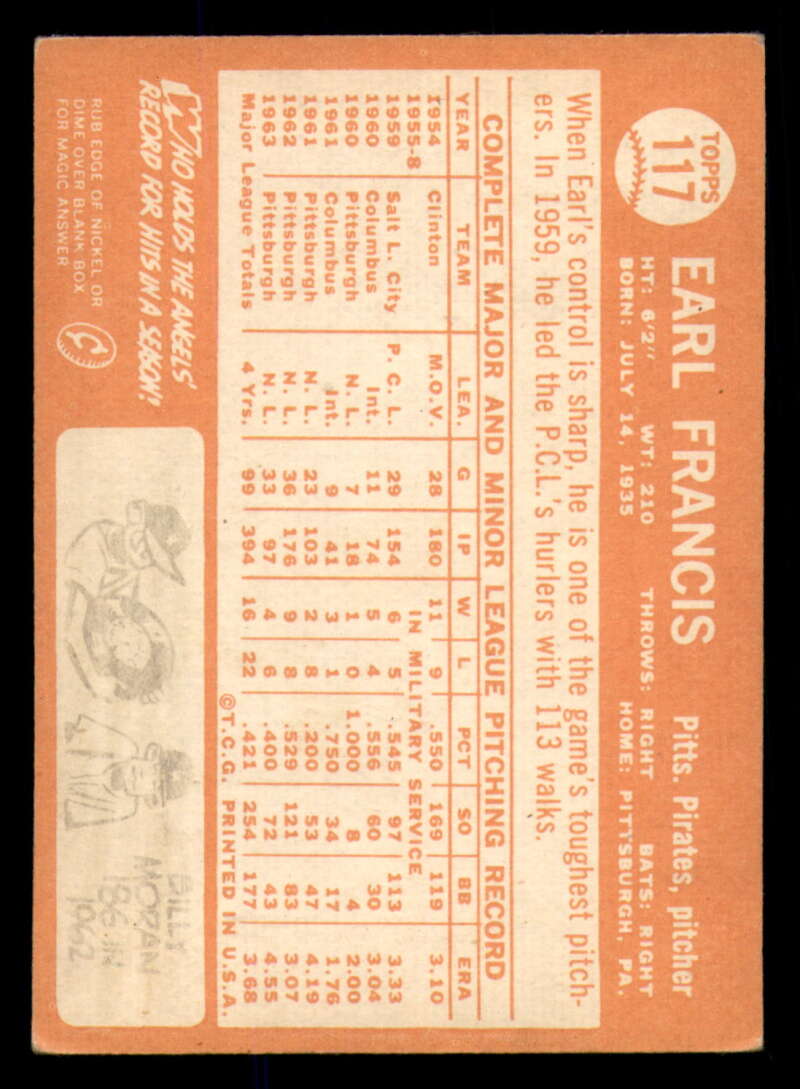 TOPPS
117
EARL FRANCIS Pitts. Pirates, pitcher
HT: 6'2" WT: 210 THROWS: RIGHT BATS: RIGHT
BORN: JULY 14, 1935 HOME: PITTSBURGH, PA.
When Earl's control is sharp, he is one of the game's toughest pitch-
ers. In 1959, he led the P.C.L.'s hurlers with 113 walks.
COMPLETE MAJOR AND MINOR LEAGUE PITCHING RECORD
YEAR TEAM LEA. G IP W L PCT SO BB ERA
1954 Clinton M.O.V. 28 180 11 9 .550 169 119 3.10
1955-8 IN MILITARY SERVICE
1959 Salt L. City P. C. L. 29 154 6 5 .545 97 113 3.33
1960 Columbus Int. 11 74 5 4 .556 60 30 3.04
1960 Pittsburgh N. L. 7 18 1 0 1.000 8 4 2.00
1961 Columbus Int. 9 41 3 1 .750 34 17 1.76
1961 Pittsburgh N. L. 23 103 2 8 .200 53 47 4.19
1962 Pittsburgh N. L. 36 176 9 8 .529 121 83 3.07
1963 Pittsburgh N. L. 33 97 4 6 .400 72 43 4.55
Major League Totals 4 Yrs. 99 394 16 22 .421 254 177 3.68
©T.C.G. PRINTED IN U.S.A.
WHO HOLDS THE ANGELS'
RECORD FOR HITS IN A SEASON?
RUB EDGE OF NICKEL OR
DIME OVER BLANK BOX
FOR MAGIC ANSWER
BILLY
MORAN
186 IN
1962